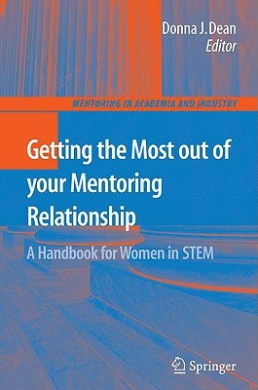 Donna J. Dean
Editor
MENTORING IN ACADEMIA AND INDUSTRY
Getting the Most out of
your Mentoring
Relationship
A Handbook for Women in STEM
Springer